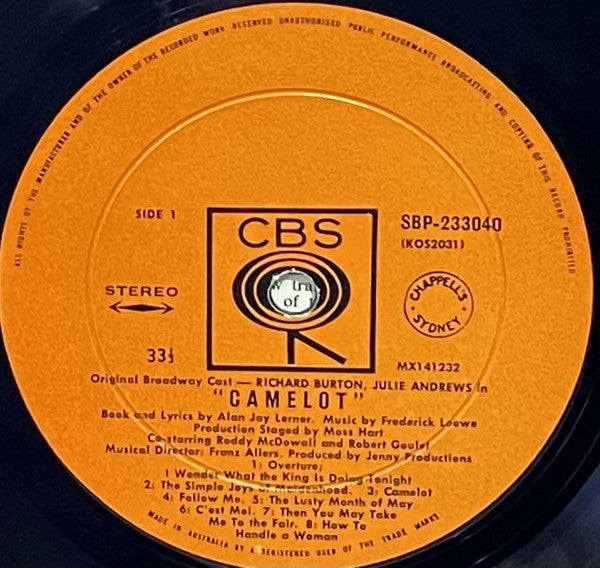 ALL RIGHTS OF THE MANUFACTURER AND OF THE OWNER OF THE RECORDED WORK RESERVED UNAUTHORISED PUBLIC PERFORMANCE BROADCASTING AND COPYING OF THIS RECORD PROHIBITED
SIDE 1
CBS
SBP-233040
(KOS2031)
STEREO
CHAPPELL'S
SYDNEY
of
33⅓
MX141232
Original Broadway Cast — RICHARD BURTON, JULIE ANDREWS in
"CAMELOT"
Book and Lyrics by Alan Jay Lerner. Music by Frederick Loewe
Production Staged by Moss Hart
Co-starring Roddy McDowall and Robert Goulet
Musical Director: Franz Allers. Produced by Jenny Productions
1: Overture;
I Wonder What the King is Doing Tonight
2: The Simple Joys of Maidenhood. 3: Camelot
4: Follow Me. 5: The Lusty Month of May
6: C'est Moi. 7: Then You May Take
Me To the Fair. 8: How To
Handle a Woman
MADE IN AUSTRALIA BY A REGISTERED USER OF THE TRADE MARKS